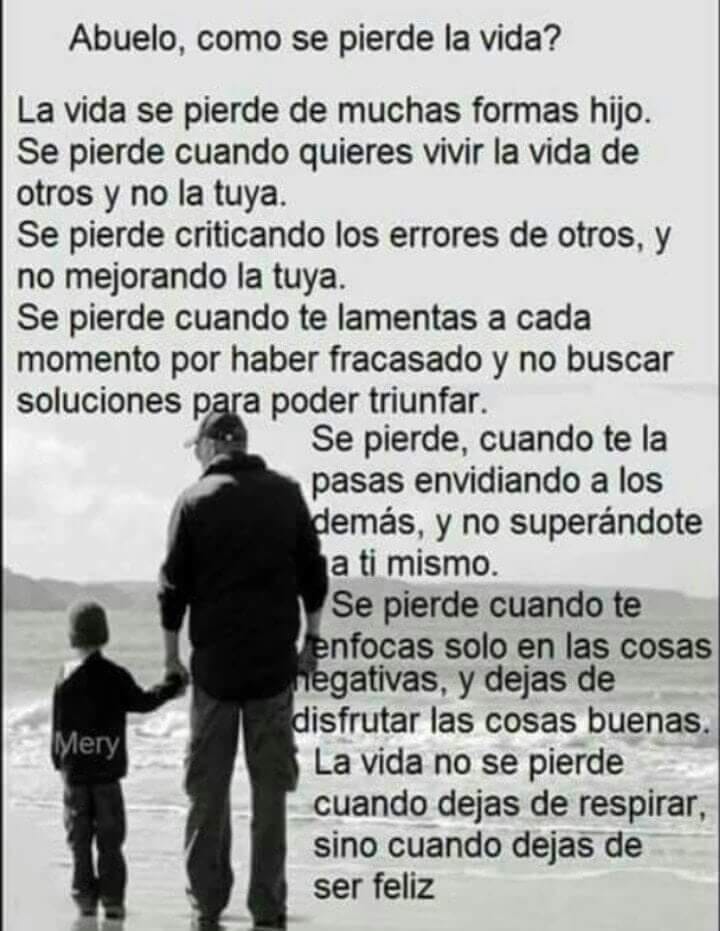 Abuelo, como se pierde la vida?
La vida se pierde de muchas formas hijo.
Se pierde cuando quieres vivir la vida de
otros y no la tuya.
Se pierde criticando los errores de otros, y
no mejorando la tuya.
Se pierde cuando te lamentas a cada
momento por haber fracasado y no buscar
soluciones para poder triunfar.
Se pierde, cuando te la
pasas envidiando a los
demás, y no superándote
a ti mismo.
Se pierde cuando te
enfocas solo en las cosas
negativas, y dejas de
disfrutar las cosas buenas.
La vida no se pierde
cuando dejas de respirar,
sino cuando dejas de
ser feliz
Mery